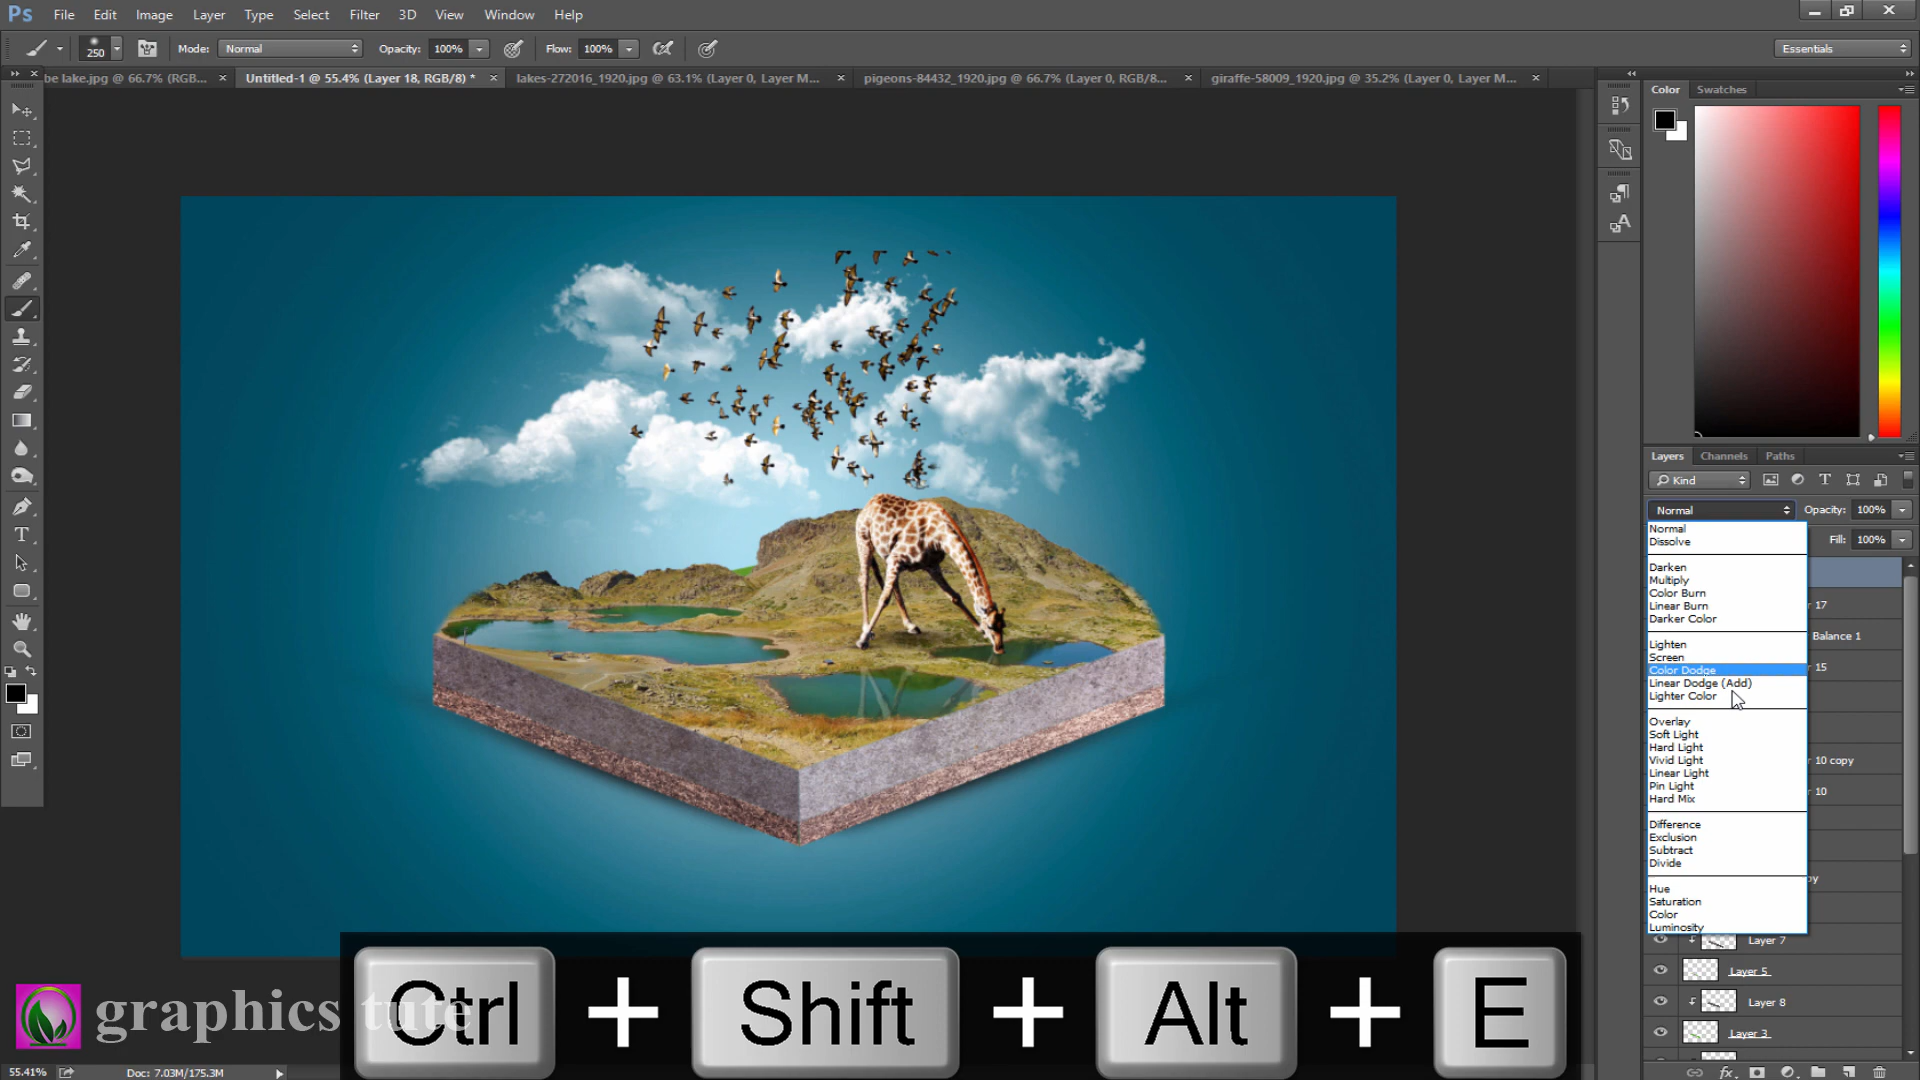 Ps File Edit Image Layer Type Select Filter 3D View Window Help
250 Mode: Normal Opacity: 100% Flow: 100% Essentials
be lake.jpg @ 66.7% (RGB... × Untitled-1 @ 55.4% (Layer 18, RGB/8) * × lakes-272016_1920.jpg @ 63.1% (Layer 0, Layer M... × pigeons-84432_1920.jpg @ 66.7% (Layer 0, RGB/8... × giraffe-58009_1920.jpg @ 35.2% (Layer 0, Layer M... ×
Color Swatches
Layers Channels Paths
Kind
Normal Opacity: 100%
Fill: 100%
Normal
Dissolve
Darken
Multiply
Color Burn
Linear Burn
Darker Color
Lighten
Screen
Color Dodge
Linear Dodge (Add)
Lighter Color
Overlay
Soft Light
Hard Light
Vivid Light
Linear Light
Pin Light
Hard Mix
Difference
Exclusion
Subtract
Divide
Hue
Saturation
Color
Luminosity
r 17
Balance 1
r 15
r 10 copy
r 10
py
Layer 7
Layer 5
Layer 8
Layer 3
graphics tute
Ctrl + Shift + Alt + E
55.41% Doc: 7.03M/175.3M
fx